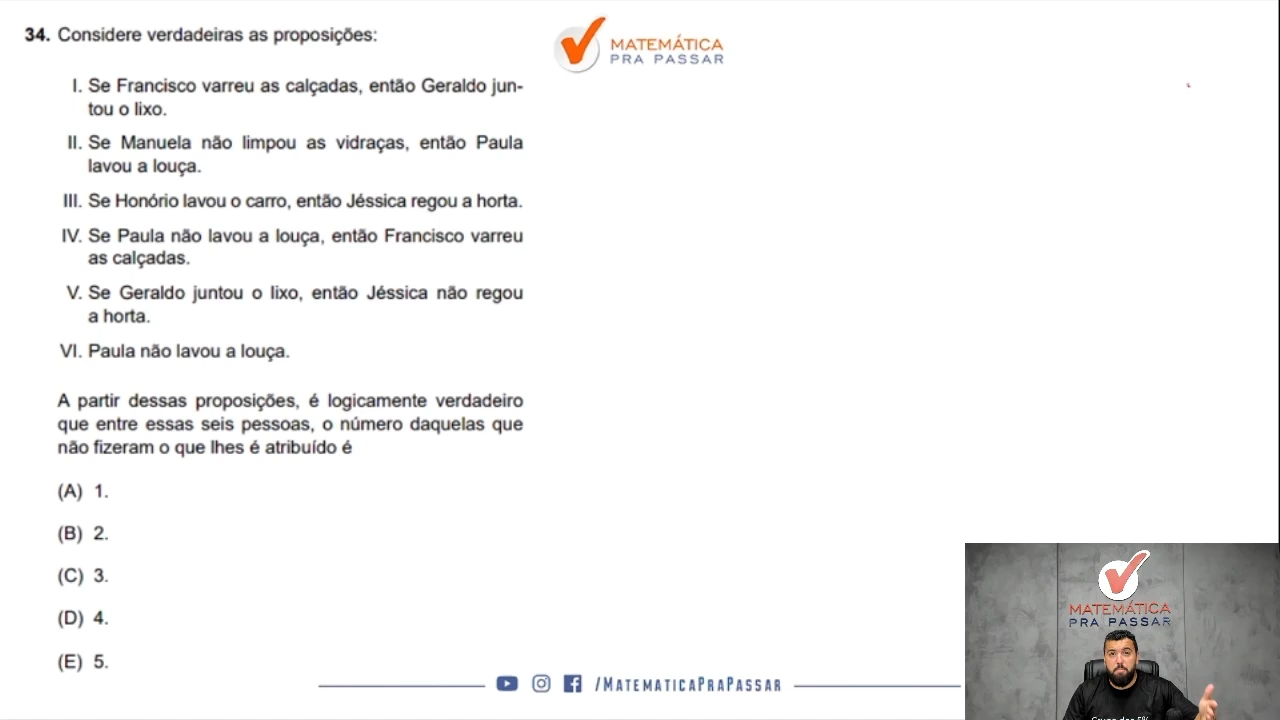 34. Considere verdadeiras as proposições:
I. Se Francisco varreu as calçadas, então Geraldo jun-
tou o lixo.
II. Se Manuela não limpou as vidraças, então Paula
lavou a louça.
III. Se Honório lavou o carro, então Jéssica regou a horta.
IV. Se Paula não lavou a louça, então Francisco varreu
as calçadas.
V. Se Geraldo juntou o lixo, então Jéssica não regou
a horta.
VI. Paula não lavou a louça.
A partir dessas proposições, é logicamente verdadeiro
que entre essas seis pessoas, o número daquelas que
não fizeram o que lhes é atribuído é
(A) 1.
(B) 2.
(C) 3.
(D) 4.
(E) 5.
MATEMÁTICA
PRA PASSAR
/MATEMATICAPRAPASSAR
MATEMÁTICA
PRA PASSAR